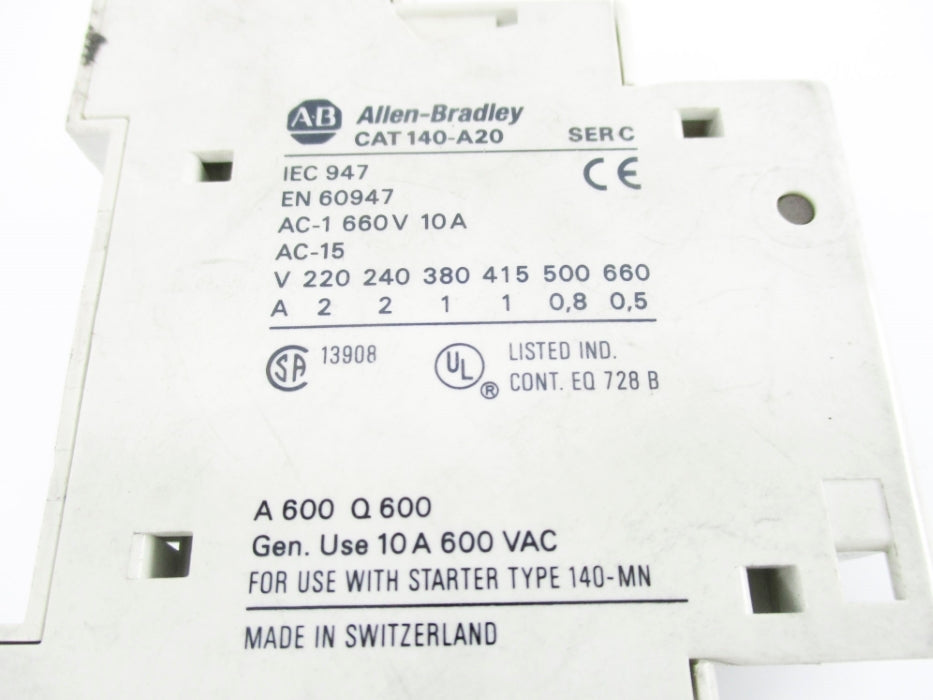 A-B Allen-Bradley
CAT 140-A20 SER C
IEC 947 CE
EN 60947
AC-1 660V 10A
AC-15
V 220 240 380 415 500 660
A 2 2 1 1 0,8 0,5
SA 13908 UL ® LISTED IND.
CONT. EQ 728 B
A 600 Q 600
Gen. Use 10A 600 VAC
FOR USE WITH STARTER TYPE 140-MN
MADE IN SWITZERLAND